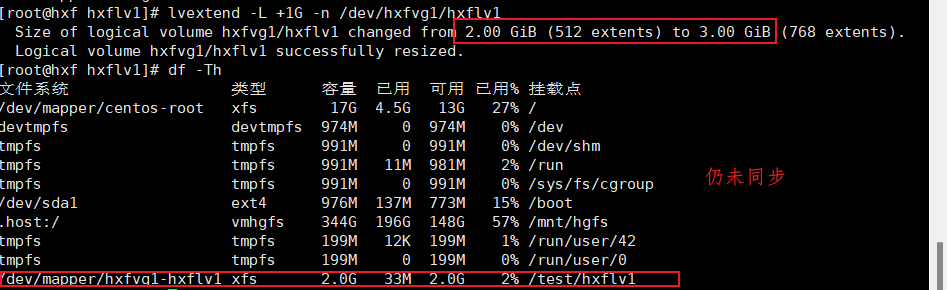 [root@hxf hxflv1]# lvextend -L +1G -n /dev/hxfvg1/hxflv1
  Size of logical volume hxfvg1/hxflv1 changed from 2.00 GiB (512 extents) to 3.00 GiB (768 extents).
  Logical volume hxfvg1/hxflv1 successfully resized.
[root@hxf hxflv1]# df -Th
文件系统 类型 容量 已用 可用 已用% 挂载点
/dev/mapper/centos-root xfs 17G 4.5G 13G 27% /
devtmpfs devtmpfs 974M 0 974M 0% /dev
tmpfs tmpfs 991M 0 991M 0% /dev/shm
tmpfs tmpfs 991M 11M 981M 2% /run
tmpfs tmpfs 991M 0 991M 0% /sys/fs/cgroup
仍未同步
/dev/sda1 ext4 976M 137M 773M 15% /boot
.host:/ vmhgfs 344G 196G 148G 57% /mnt/hgfs
tmpfs tmpfs 199M 12K 199M 1% /run/user/42
tmpfs tmpfs 199M 0 199M 0% /run/user/0
/dev/mapper/hxfvg1-hxflv1 xfs 2.0G 33M 2.0G 2% /test/hxflv1